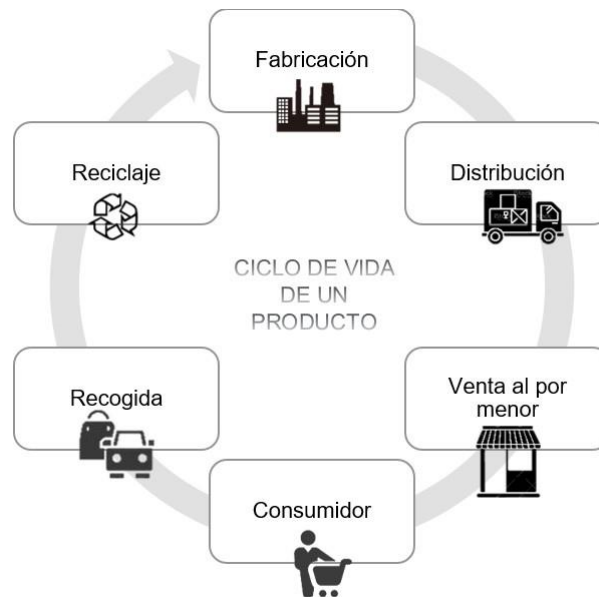 Fabricación
Distribución
Venta al por
menor
Consumidor
Recogida
Reciclaje
CICLO DE VIDA
DE UN
PRODUCTO